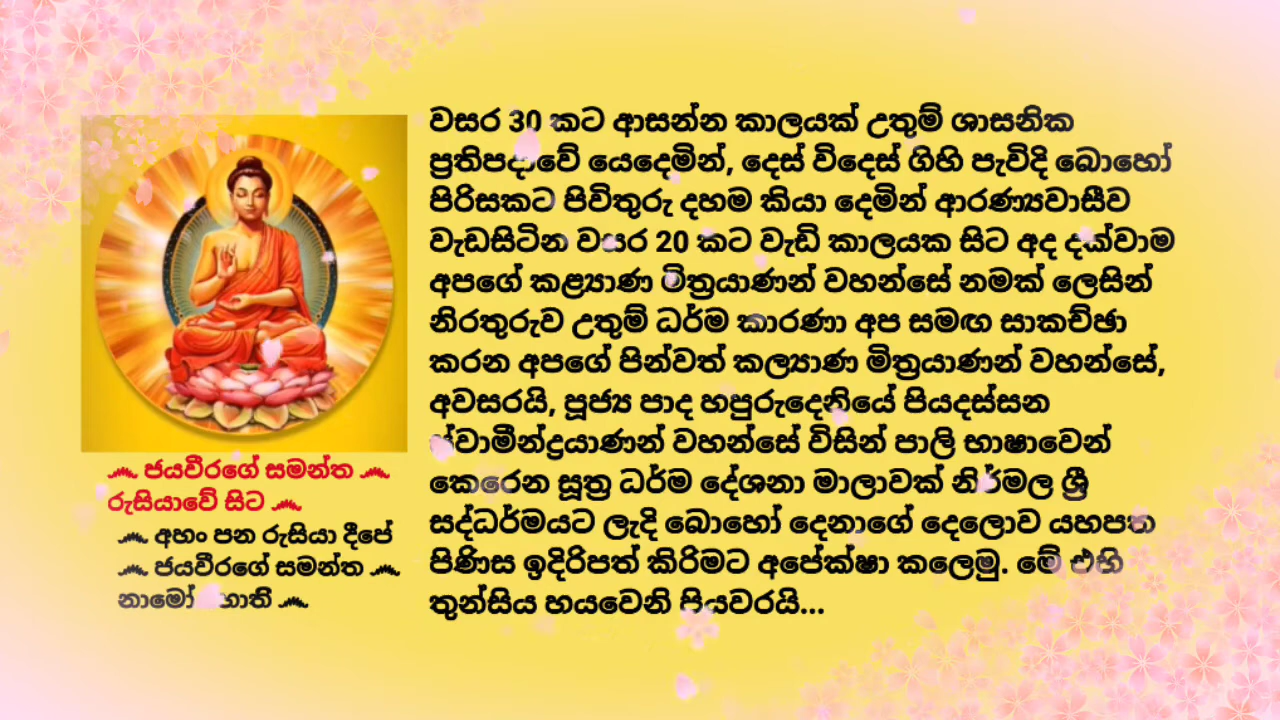 වසර 30 කට ආසන්න කාලයක් උතුම් ශාසනික
ප්‍රතිපදාවේ යෙදෙමින්, දෙස් විදෙස් ගිහි පැවිදි බොහෝ
පිරිසකට පිවිතුරු දහම කියා දෙමින් ආරණ්‍යවාසීව
වැඩසිටින වසර 20 කට වැඩි කාලයක සිට අද දක්වාම
අපගේ කළ්‍යාණ මිත්‍රයාණන් වහන්සේ නමක් ලෙසින්
නිරතුරුව උතුම් ධර්ම කාරණා අප සමඟ සාකච්ඡා
කරන අපගේ පින්වත් කල්‍යාණ මිත්‍රයාණන් වහන්සේ,
අවසරයි, පූජ්‍ය පාද හපුරුදෙනියේ පියදස්සන
ස්වාමීන්ද්‍රයාණන් වහන්සේ විසින් පාලි භාෂාවෙන්
කෙරෙන සූත්‍ර ධර්ම දේශනා මාලාවක් නිර්මල ශ්‍රී
සද්ධර්මයට ලැදි බොහෝ දෙනාගේ දෙලොව යහපත
පිණිස ඉදිරිපත් කිරිමට අපේක්ෂා කලෙමු. මේ එහි
තුන්සිය හයවෙනි පියවරයි...
ජයවීරගේ සමන්ත
රුසියාවේ සිට
අහං පන රුසියා දීපේ
ජයවීරගේ සමන්ත
නාමෝ